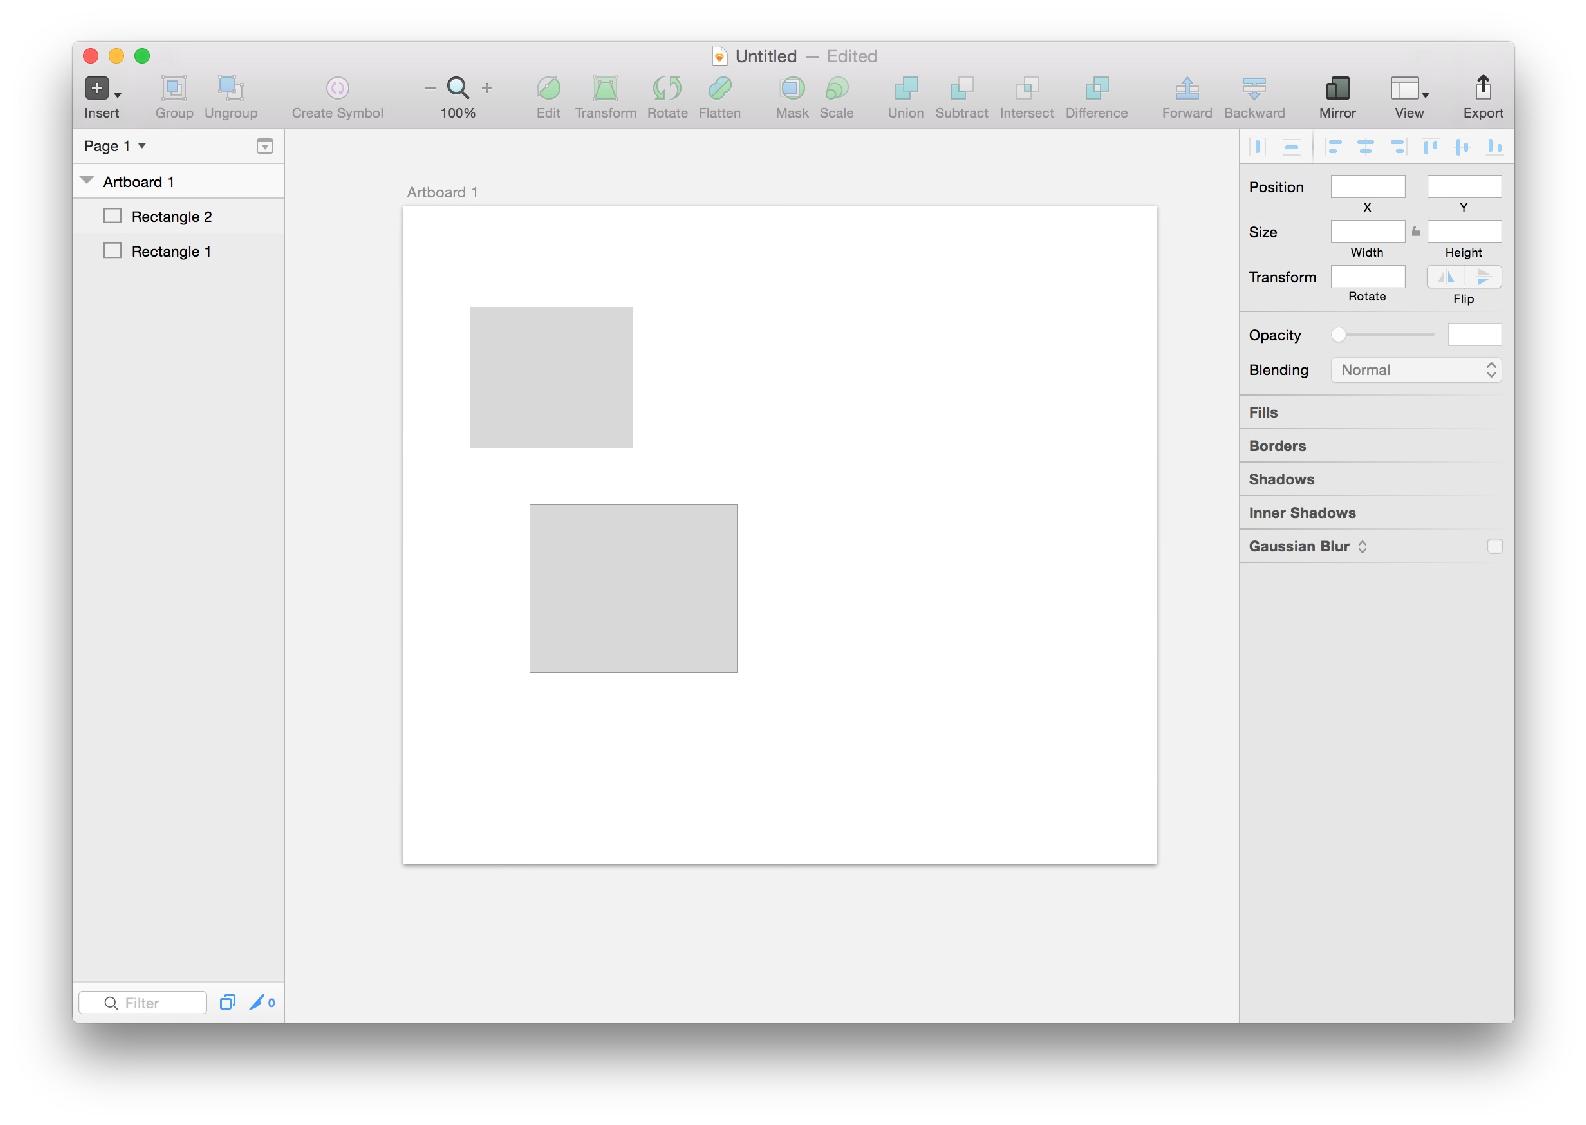 Untitled — Edited
Insert Group Ungroup Create Symbol 100% Edit Transform Rotate Flatten Mask Scale Union Subtract Intersect Difference Forward Backward Mirror View Export
Page 1
Artboard 1
Rectangle 2
Rectangle 1
Filter
0
Artboard 1
Position
X Y
Size
Width Height
Transform
Rotate Flip
Opacity
Blending Normal
Fills
Borders
Shadows
Inner Shadows
Gaussian Blur